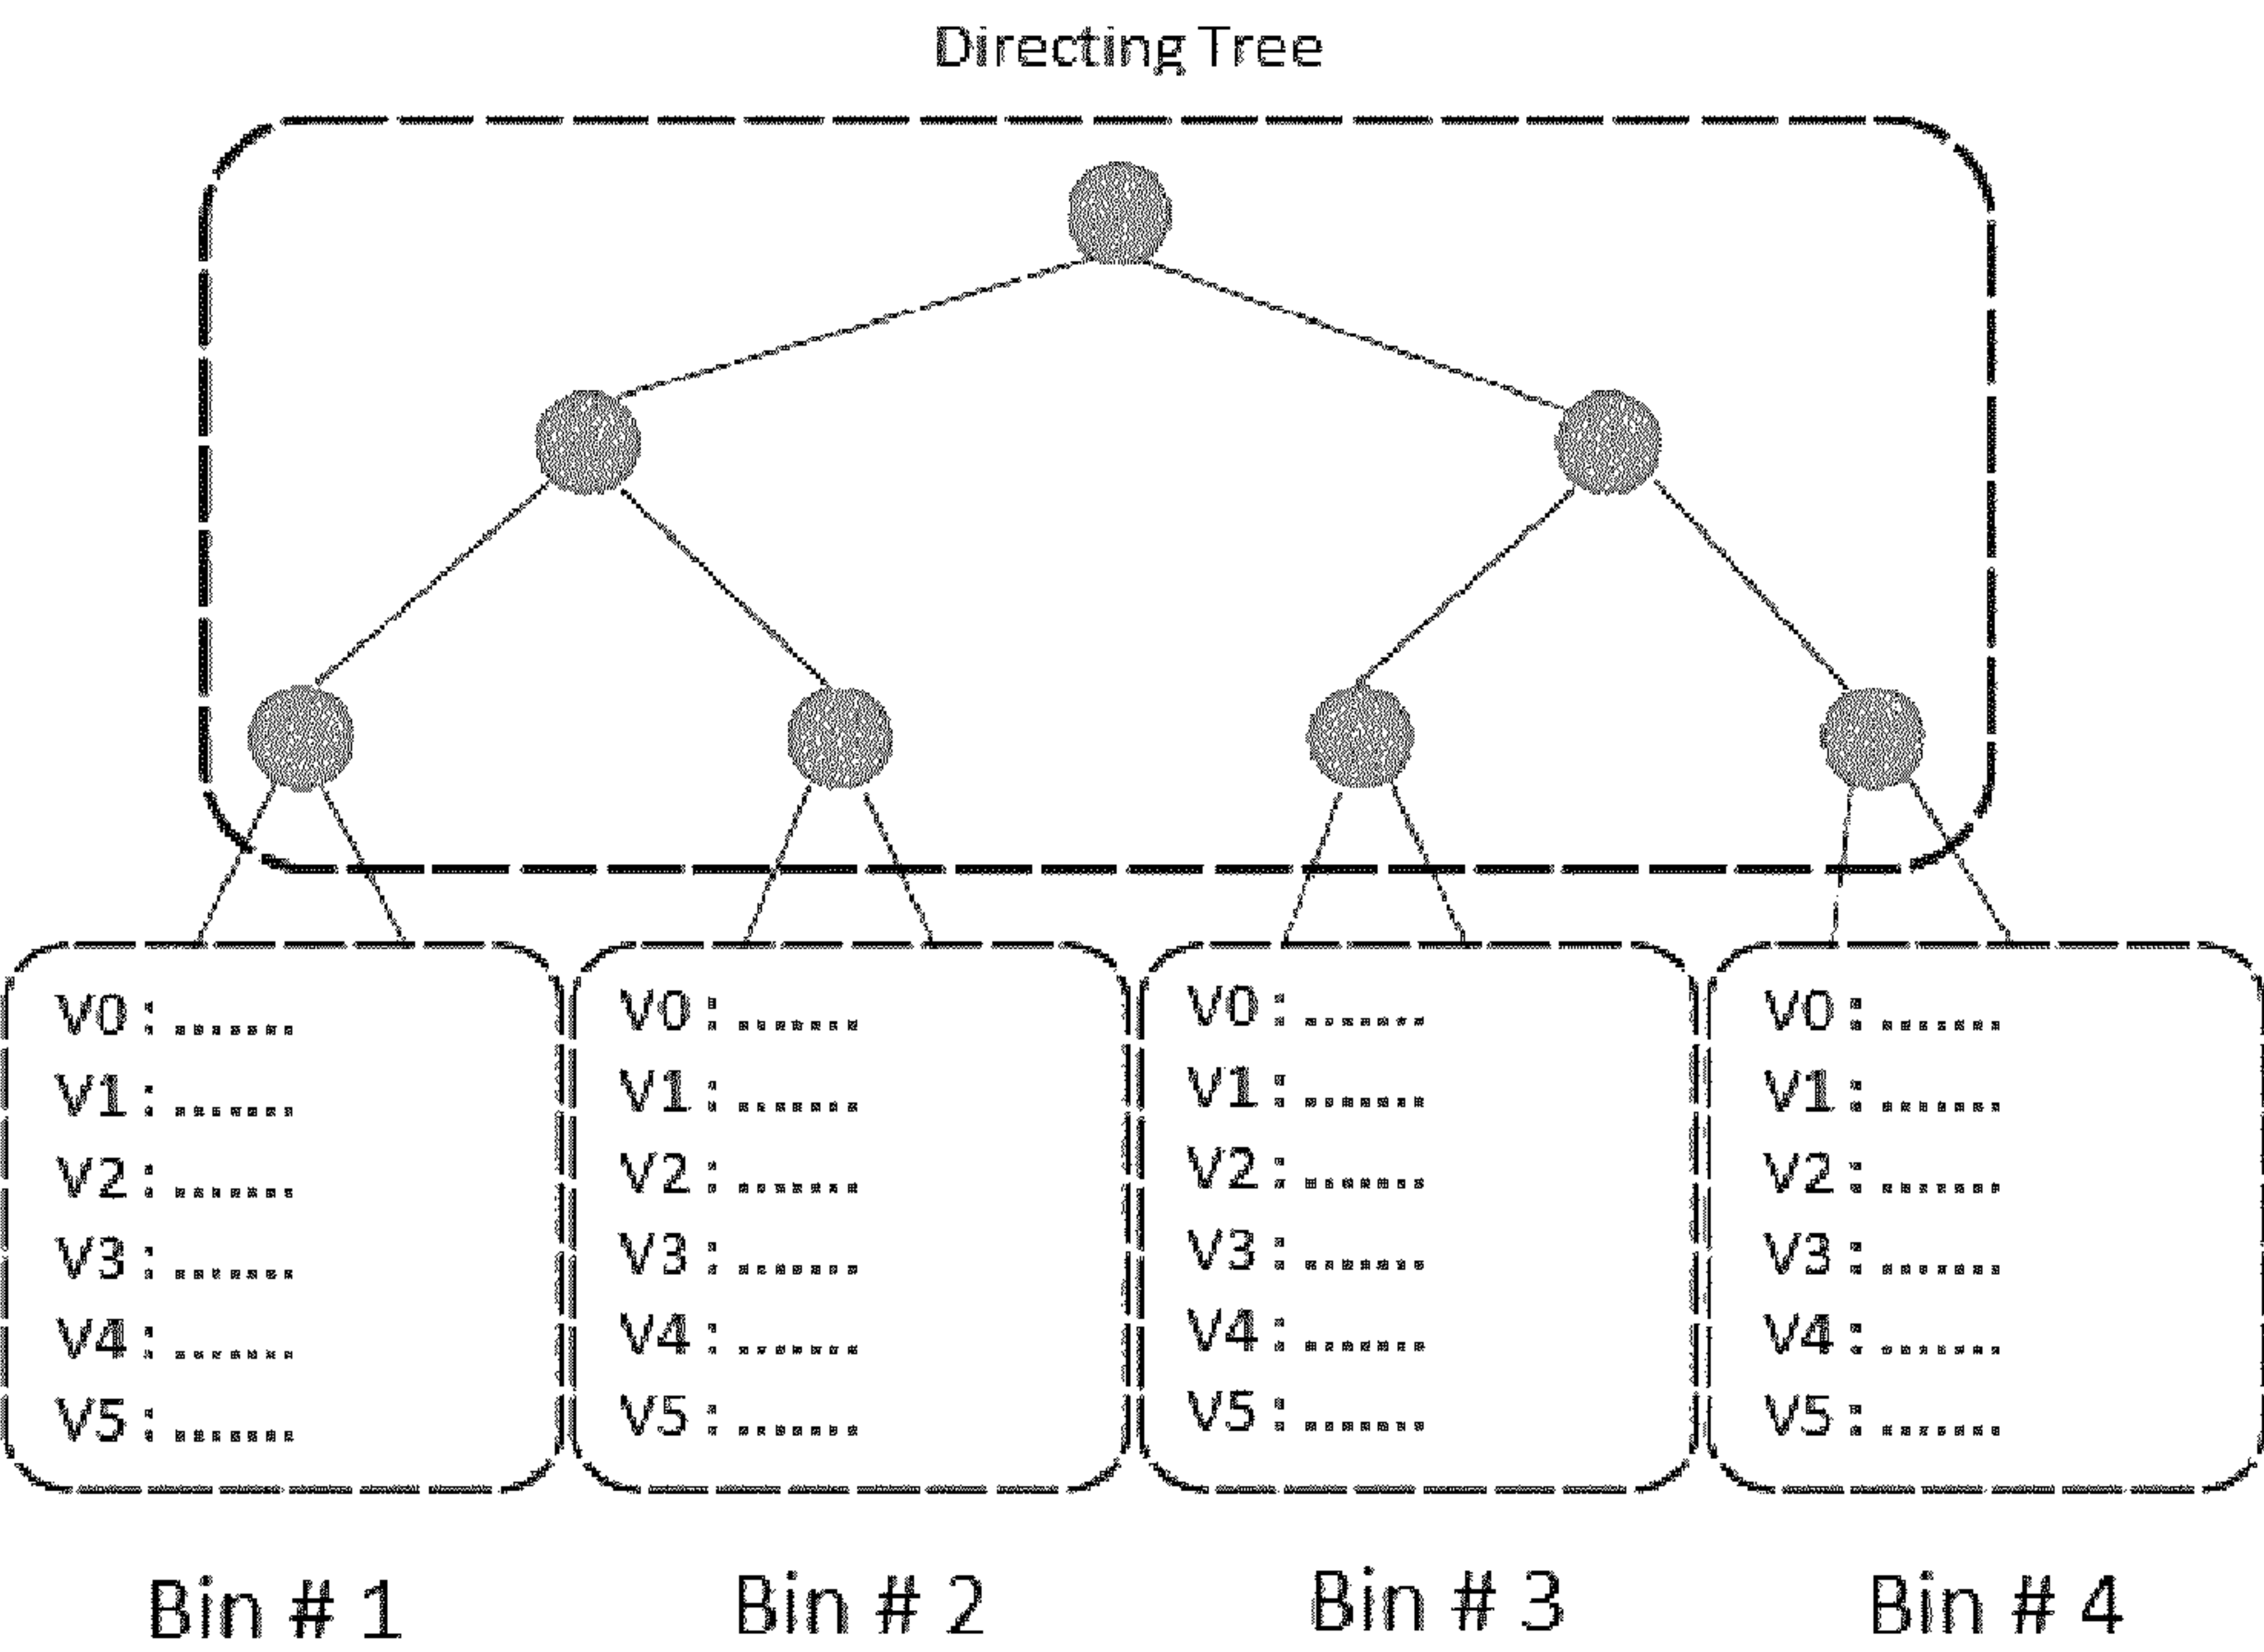 Directing Tree
V0 : ......
V1 : ......
V2 : ......
V3 : ......
V4 : ......
V5 : ......
V0 : ......
V1 : ......
V2 : ......
V3 : ......
V4 : ......
V5 : ......
V0 : ......
V1 : ......
V2 : ......
V3 : ......
V4 : ......
V5 : ......
V0 : ......
V1 : ......
V2 : ......
V3 : ......
V4 : ......
V5 : ......
Bin # 1
Bin # 2
Bin # 3
Bin # 4